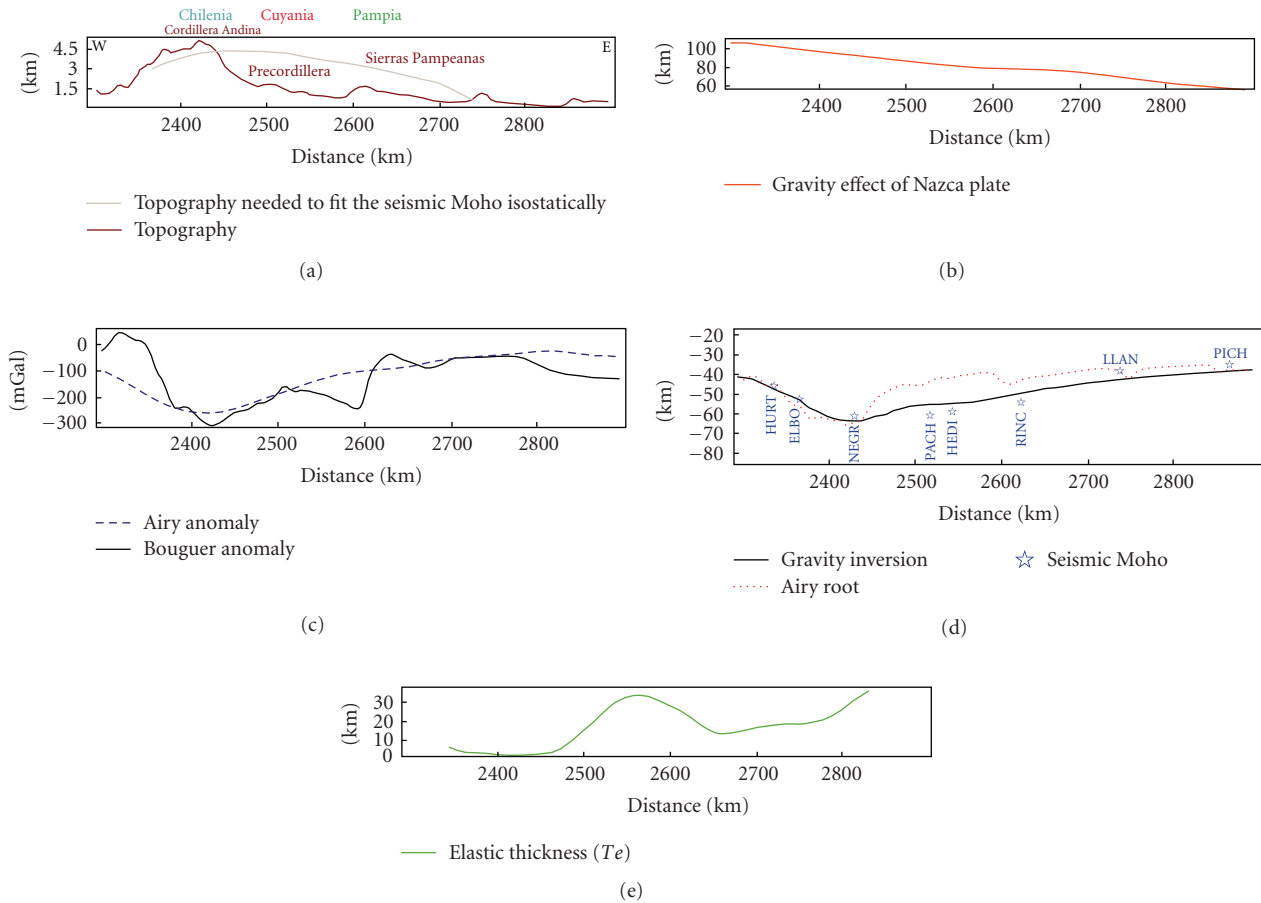 Chilenia Cuyania Pampia
Cordillera Andina
W E
Sierras Pampeanas
Precordillera
(km)
4.5
3
1.5
2400 2500 2600 2700 2800
Distance (km)
Topography needed to fit the seismic Moho isostatically
Topography
(a)
(km)
100
80
60
2400 2500 2600 2700 2800
Distance (km)
Gravity effect of Nazca plate
(b)
(mGal)
0
−100
−200
−300
2400 2500 2600 2700 2800
Distance (km)
Airy anomaly
Bouguer anomaly
(c)
(km)
−20
−30
−40
−50
−60
−70
−80
HURT
ELBO
NEGR
PACH
HEDI
RINC
LLAN
PICH
2400 2500 2600 2700 2800
Distance (km)
Gravity inversion
Airy root
Seismic Moho
(d)
(km)
30
20
10
0
2400 2500 2600 2700 2800
Distance (km)
Elastic thickness (Te)
(e)